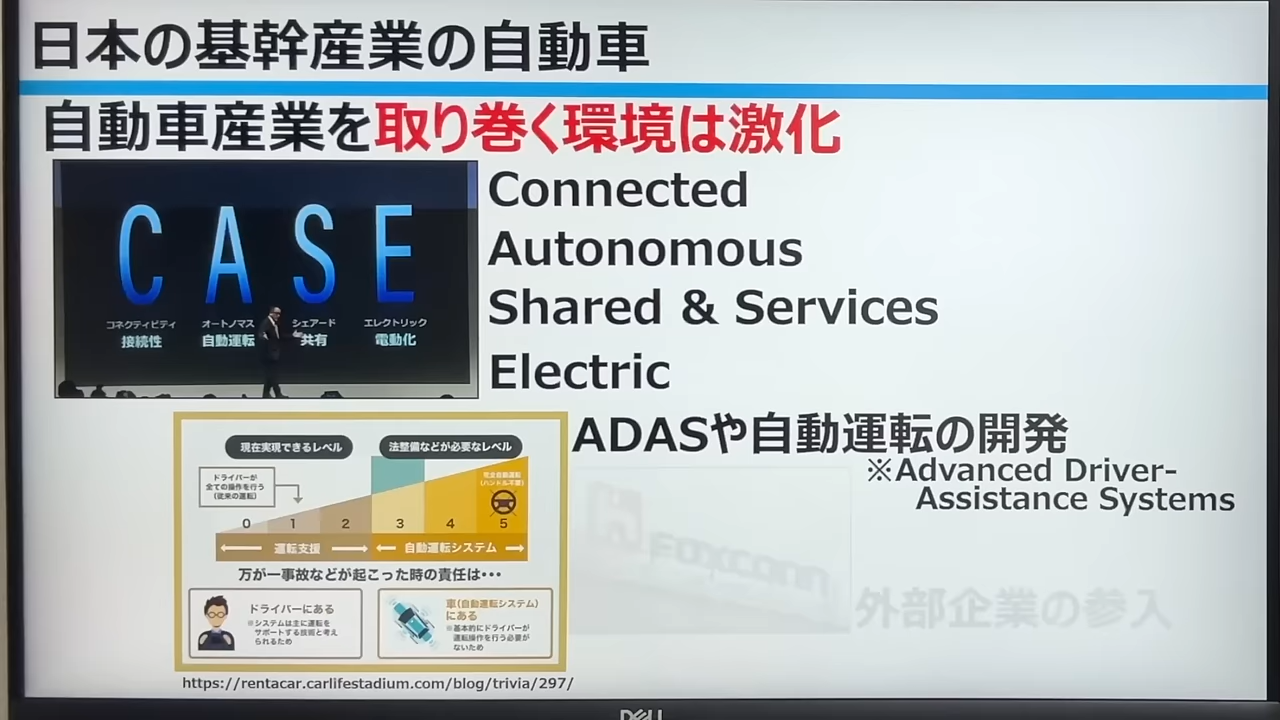 日本の基幹産業の自動車
自動車産業を取り巻く環境は激化
CASE
コネクティビティ オートノマス シェアード エレクトリック
接続性 自動運転 共有 電動化
Connected
Autonomous
Shared & Services
Electric
ADASや自動運転の開発
※Advanced Driver-
Assistance Systems
現在実現できるレベル 法整備などが必要なレベル
ドライバーが
全ての操作を行う
(従来の運転)
完全自動運転
(ハンドル不要)
0 1 2 3 4 5
運転支援 自動運転システム
万が一事故などが起こった時の責任は・・・
ドライバーにある
※システムは主に運転を
サポートする技術と考え
られるため
車(自動運転システム)
にある
※基本的にドライバーが
運転操作を行う必要が
ないため
FOXCONN
外部企業の参入
https://rentacar.carlifestadium.com/blog/trivia/297/
DELL